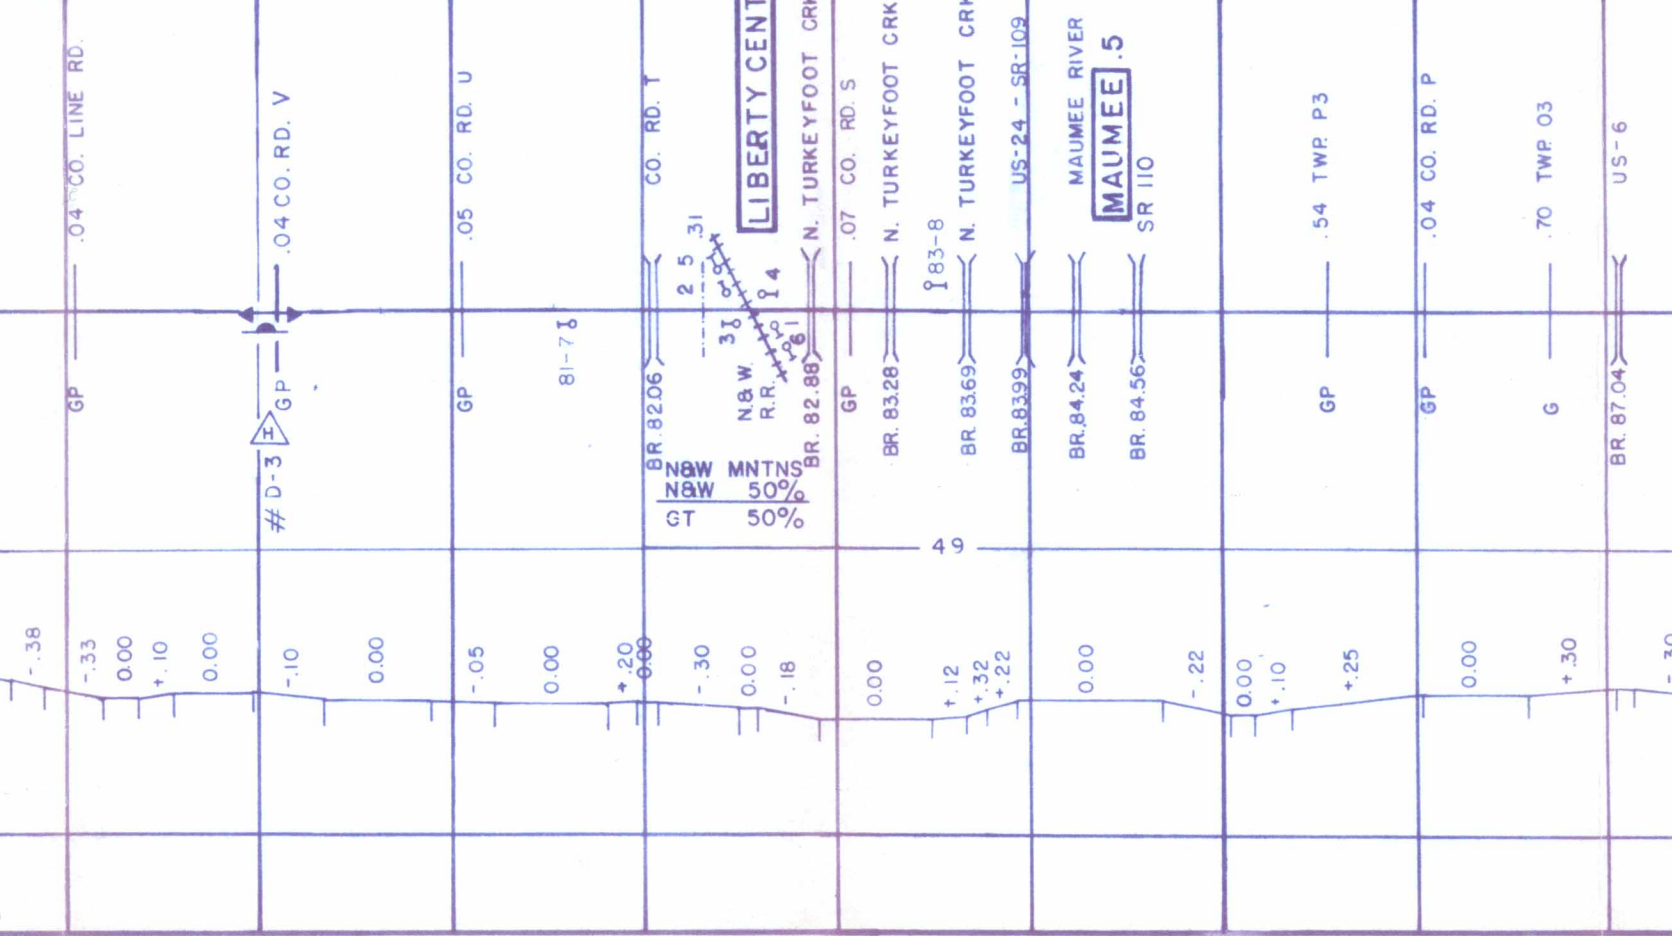 .04 CO. LINE RD.
GP
.04 CO. RD. V
GP
H
# D-3
.05 CO. RD. U
GP
81-7
CO. RD. T
BR. 82.06
2 5 .31
3
4
6 1
N.& W.
R.R.
LIBERTY CENT
N. TURKEYFOOT CRK
BR. 82.88
N&W MNTNS
N&W 50%
GT 50%
.07 CO. RD. S
GP
N. TURKEYFOOT CRK
BR. 83.28
83-8
N. TURKEYFOOT CRK
BR. 83.69
US-24 - SR-109
BR. 83.99
MAUMEE RIVER
BR. 84.24
MAUMEE .5
SR 110
BR. 84.56
.54 TWP. P3
GP
.04 CO. RD. P
GP
.70 TWP. 03
G
US-6
BR. 87.04
49
-.38
-.33
0.00
+.10
0.00
-.10
0.00
-.05
0.00
+.20
0.00
-.30
0.00
-.18
0.00
+.12
+.32
+.22
0.00
-.22
0.00
+.10
+.25
0.00
+.30
-.30